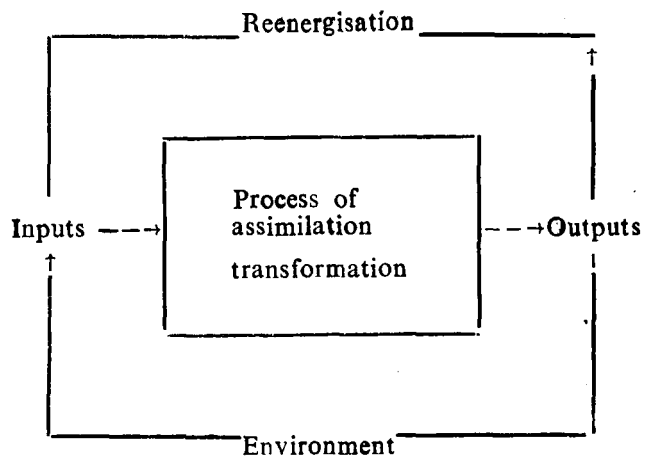 Reenergisation
Process of
Inputs
assimilation
Outputs
transformation
Environment